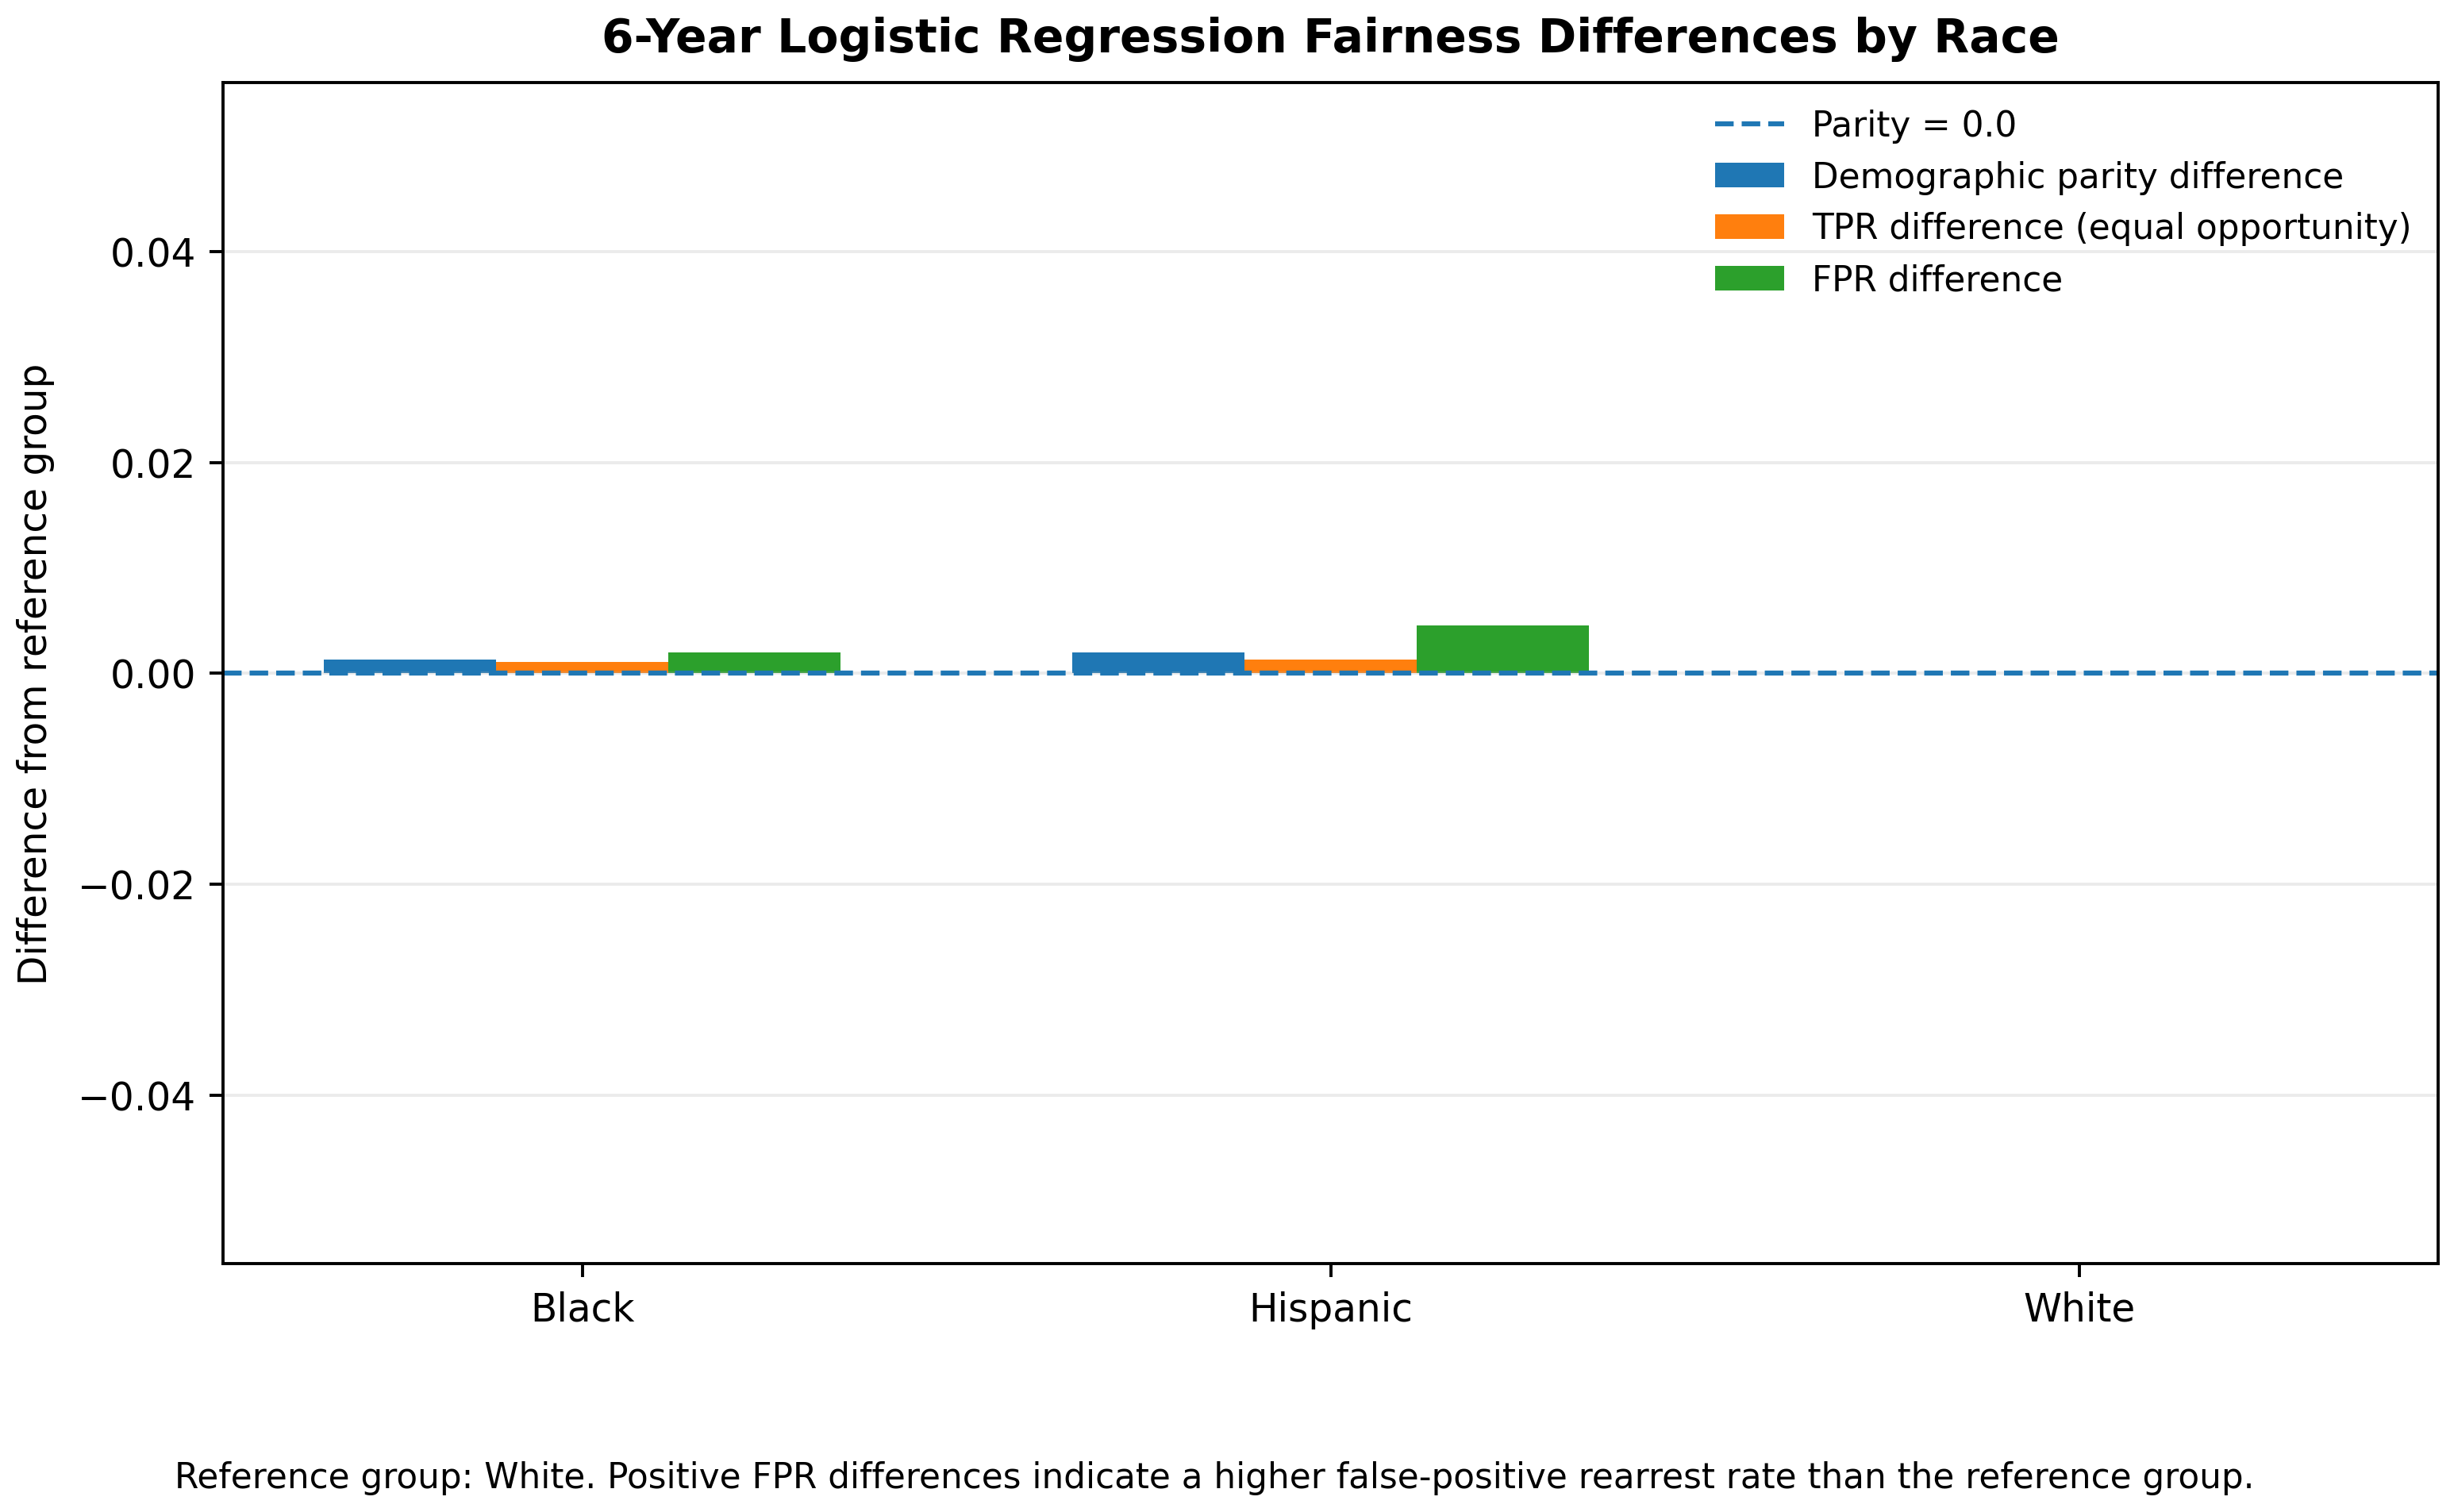 6-Year Logistic Regression Fairness Differences by Race
Parity = 0.0
Demographic parity difference
TPR difference (equal opportunity)
FPR difference
Difference from reference group
0.04
0.02
0.00
−0.02
−0.04
Black
Hispanic
White
Reference group: White. Positive FPR differences indicate a higher false-positive rearrest rate than the reference group.